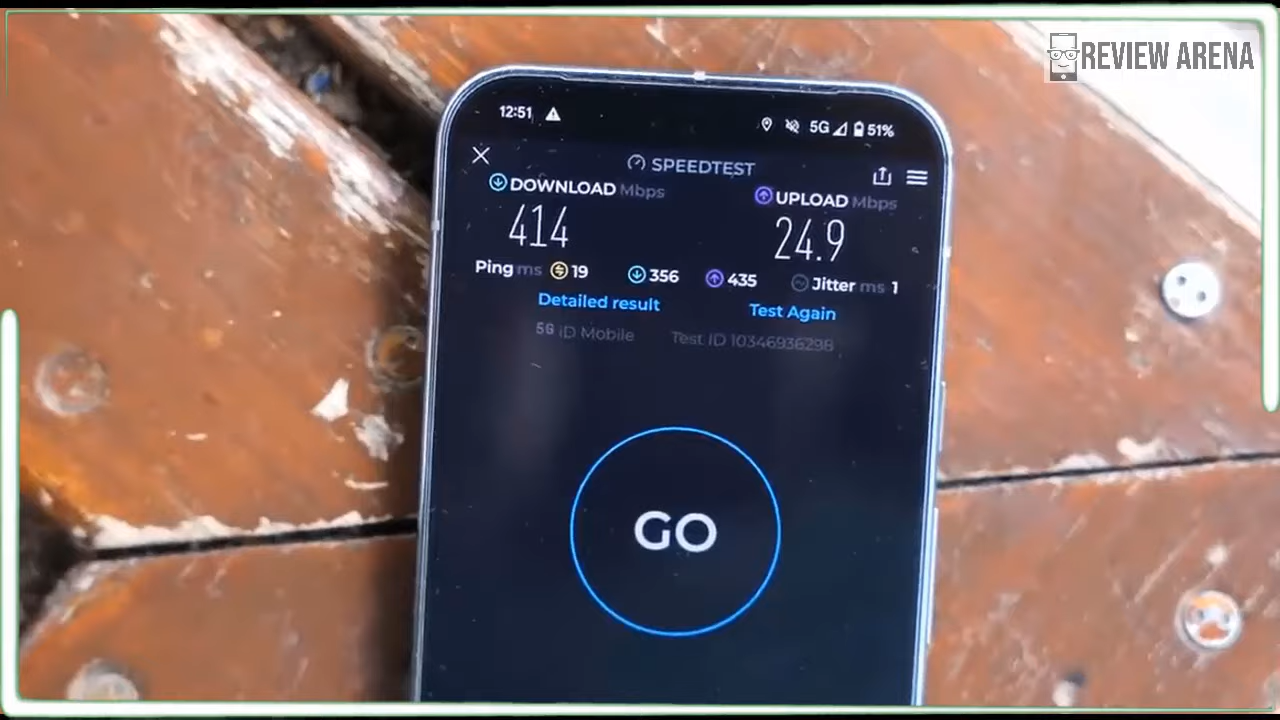 REVIEW ARENA
12:51 5G 51%
SPEEDTEST
DOWNLOAD Mbps UPLOAD Mbps
414 24.9
Ping ms 19 356 435 Jitter ms 1
Detailed result Test Again
5G iD Mobile Test ID 10346936298
GO